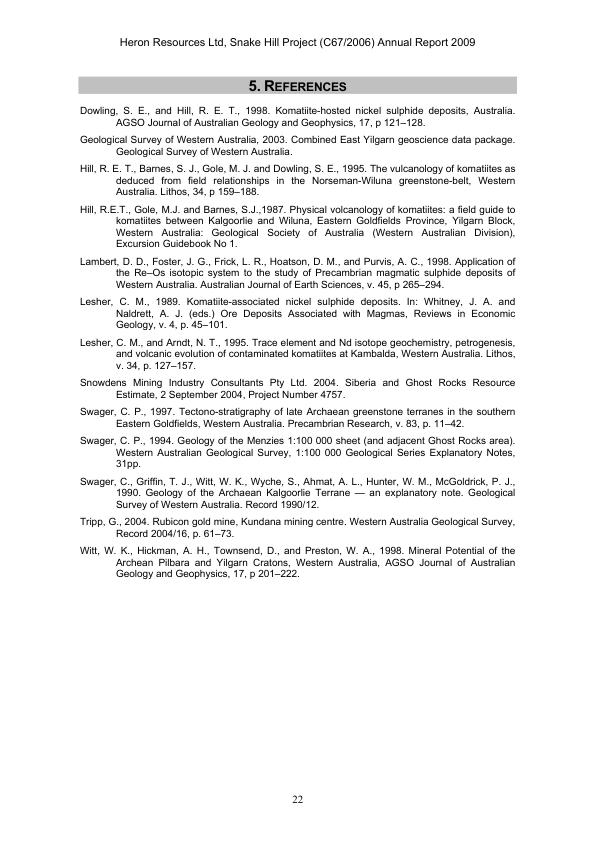 Heron Resources Ltd, Snake Hill Project (C67/2006) Annual Report 2009
5. REFERENCES
Dowling, S. E., and Hill, R. E. T., 1998. Komatiite-hosted nickel sulphide deposits, Australia.
AGSO Journal of Australian Geology and Geophysics, 17, p 121–128.
Geological Survey of Western Australia, 2003. Combined East Yilgarn geoscience data package.
Geological Survey of Western Australia.
Hill, R. E. T., Barnes, S. J., Gole, M. J. and Dowling, S. E., 1995. The vulcanology of komatiites as
deduced from field relationships in the Norseman-Wiluna greenstone-belt, Western
Australia. Lithos, 34, p 159–188.
Hill, R.E.T., Gole, M.J. and Barnes, S.J.,1987. Physical volcanology of komatiites: a field guide to
komatiites between Kalgoorlie and Wiluna, Eastern Goldfields Province, Yilgarn Block,
Western Australia: Geological Society of Australia (Western Australian Division),
Excursion Guidebook No 1.
Lambert, D. D., Foster, J. G., Frick, L. R., Hoatson, D. M., and Purvis, A. C., 1998. Application of
the Re–Os isotopic system to the study of Precambrian magmatic sulphide deposits of
Western Australia. Australian Journal of Earth Sciences, v. 45, p 265–294.
Lesher, C. M., 1989. Komatiite-associated nickel sulphide deposits. In: Whitney, J. A. and
Naldrett, A. J. (eds.) Ore Deposits Associated with Magmas, Reviews in Economic
Geology, v. 4, p. 45–101.
Lesher, C. M., and Arndt, N. T., 1995. Trace element and Nd isotope geochemistry, petrogenesis,
and volcanic evolution of contaminated komatiites at Kambalda, Western Australia. Lithos,
v. 34, p. 127–157.
Snowdens Mining Industry Consultants Pty Ltd. 2004. Siberia and Ghost Rocks Resource
Estimate, 2 September 2004, Project Number 4757.
Swager, C. P., 1997. Tectono-stratigraphy of late Archaean greenstone terranes in the southern
Eastern Goldfields, Western Australia. Precambrian Research, v. 83, p. 11–42.
Swager, C. P., 1994. Geology of the Menzies 1:100 000 sheet (and adjacent Ghost Rocks area).
Western Australian Geological Survey, 1:100 000 Geological Series Explanatory Notes,
31pp.
Swager, C., Griffin, T. J., Witt, W. K., Wyche, S., Ahmat, A. L., Hunter, W. M., McGoldrick, P. J.,
1990. Geology of the Archaean Kalgoorlie Terrane — an explanatory note. Geological
Survey of Western Australia. Record 1990/12.
Tripp, G., 2004. Rubicon gold mine, Kundana mining centre. Western Australia Geological Survey,
Record 2004/16, p. 61–73.
Witt, W. K., Hickman, A. H., Townsend, D., and Preston, W. A., 1998. Mineral Potential of the
Archean Pilbara and Yilgarn Cratons, Western Australia, AGSO Journal of Australian
Geology and Geophysics, 17, p 201–222.
22